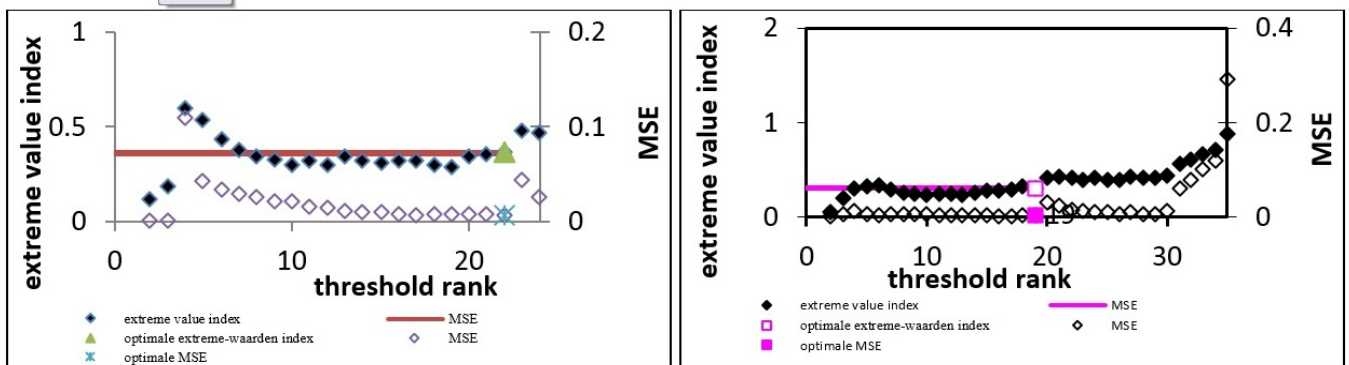 1
0.5
0
0.2
0.1
0
0
10
20
extreme value index
MSE
threshold rank
extreme value index
MSE
optimale extreme-waarden index
MSE
optimale MSE
2
1
0
0.4
0.2
0
0
10
20
30
extreme value index
MSE
threshold rank
extreme value index
MSE
optimale extreme-waarden index
MSE
optimale MSE